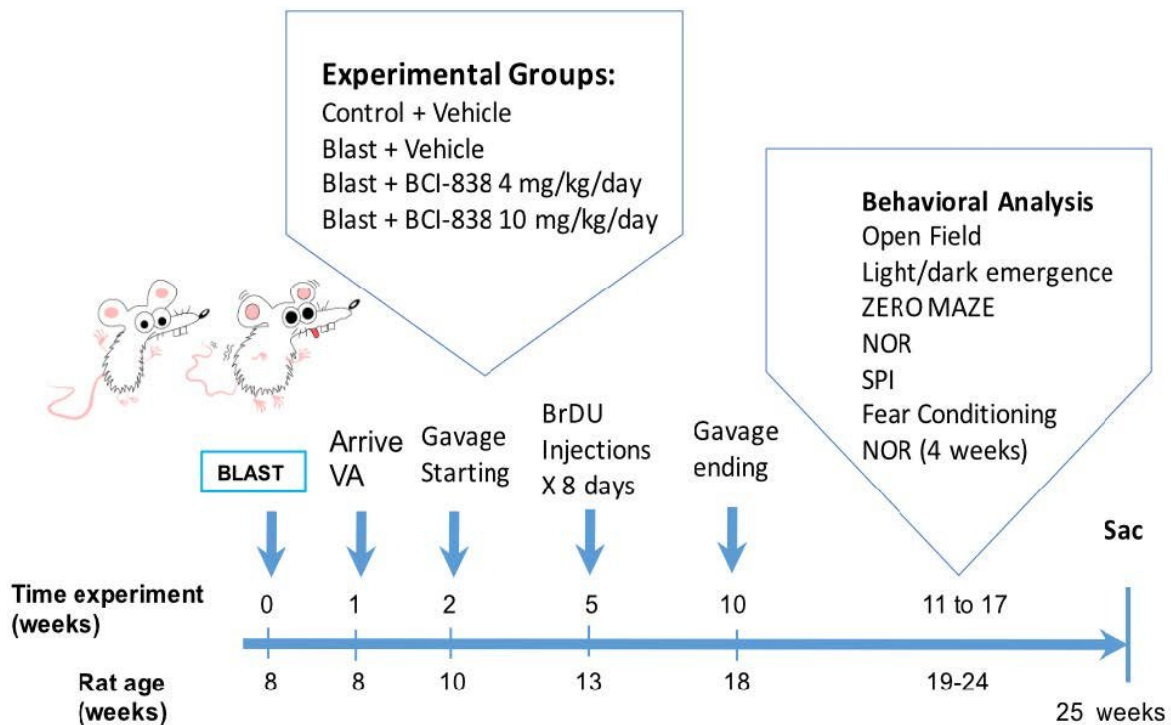 Experimental Groups:
Control + Vehicle
Blast + Vehicle
Blast + BCI-838 4 mg/kg/day
Blast + BCI-838 10 mg/kg/day
Behavioral Analysis
Open Field
Light/dark emergence
ZERO MAZE
NOR
SPI
Fear Conditioning
NOR (4 weeks)
BLAST
Arrive
VA
Gavage
Starting
BrDU
Injections
X 8 days
Gavage
ending
Sac
Time experiment
(weeks)
0 1 2 5 10 11 to 17
Rat age
(weeks)
8 8 10 13 18 19-24
25 weeks